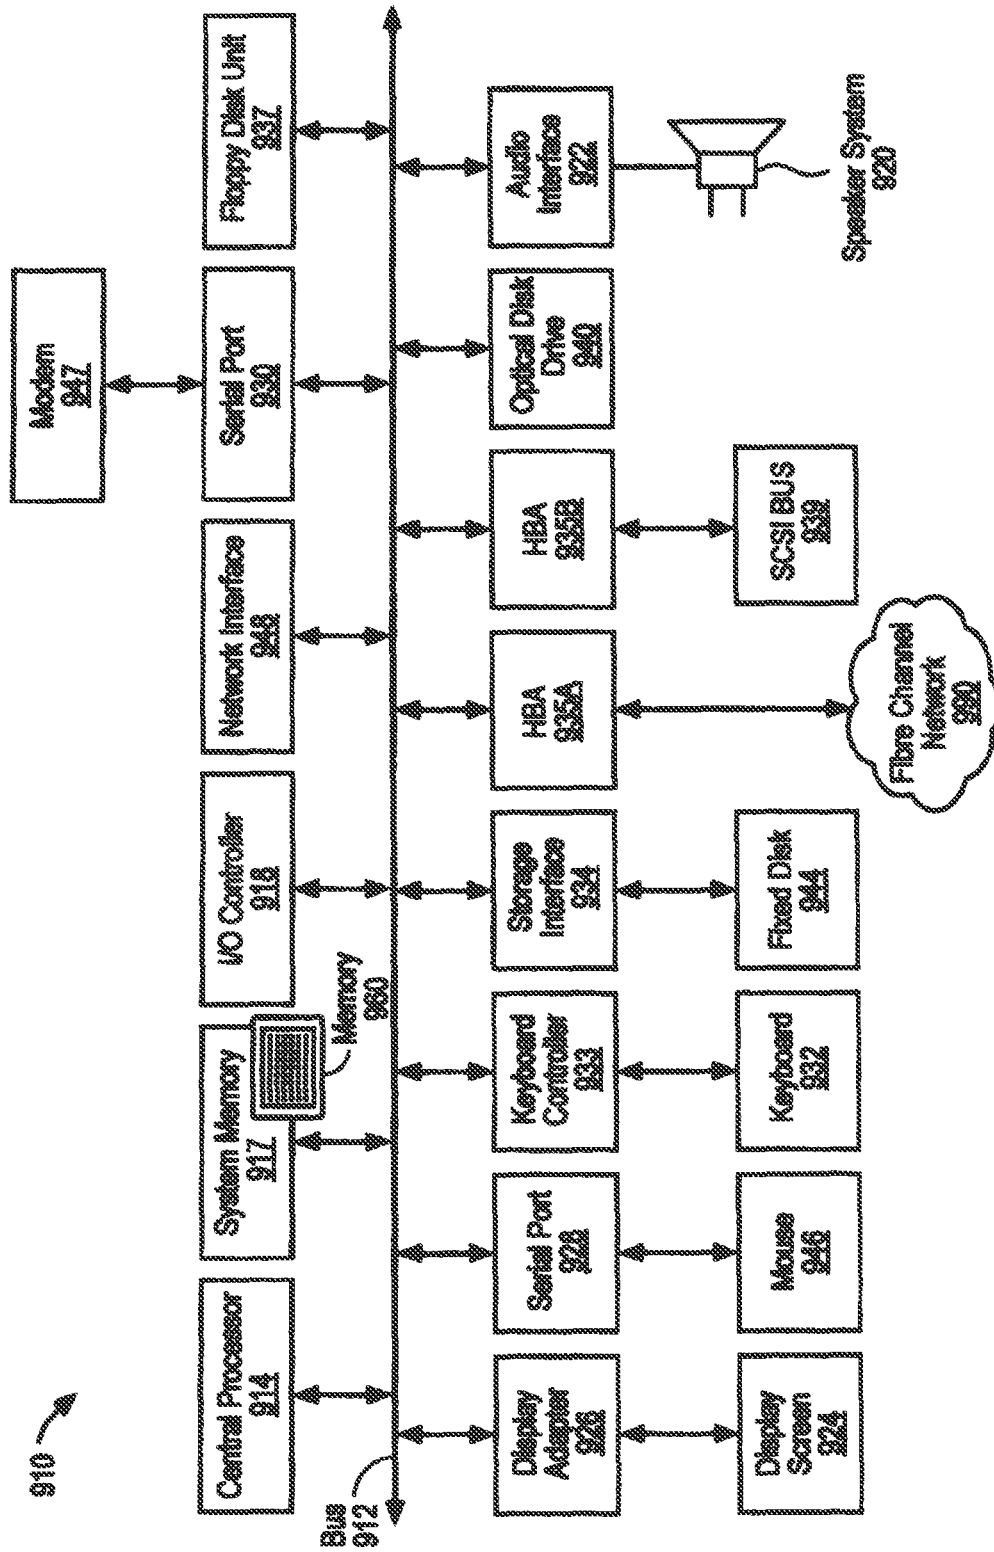 910
Modem
947
Central Processor
914
System Memory
917
I/O Controller
918
Network Interface
948
Serial Port
930
Floppy Disk Unit
937
Memory
960
Bus
912
Display
Adapter
926
Serial Port
928
Keyboard
Controller
933
Storage
Interface
934
HBA
935A
HBA
935B
Optical Disk
Drive
940
Audio
Interface
922
Display
Screen
924
Mouse
946
Keyboard
932
Fixed Disk
944
Fibre Channel
Network
990
SCSI BUS
939
Speaker System
920